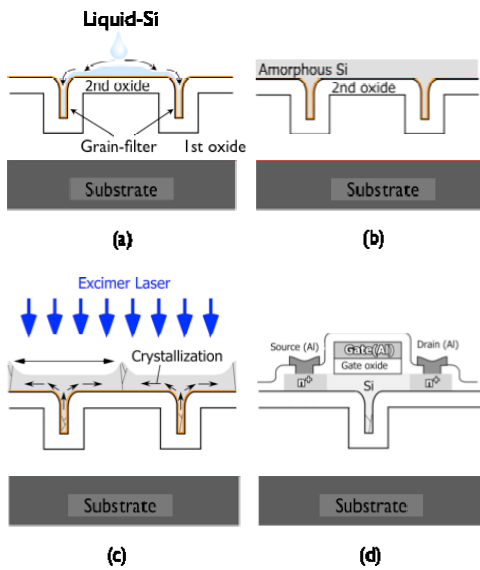 Liquid-Si
2nd oxide
Grain-filter
1st oxide
Substrate
(a)
Amorphous Si
2nd oxide
Substrate
(b)
Excimer Laser
Crystallization
Substrate
(c)
Source (Al)
Gate(Al)
Drain (Al)
Gate oxide
n+
Si
n+
Substrate
(d)